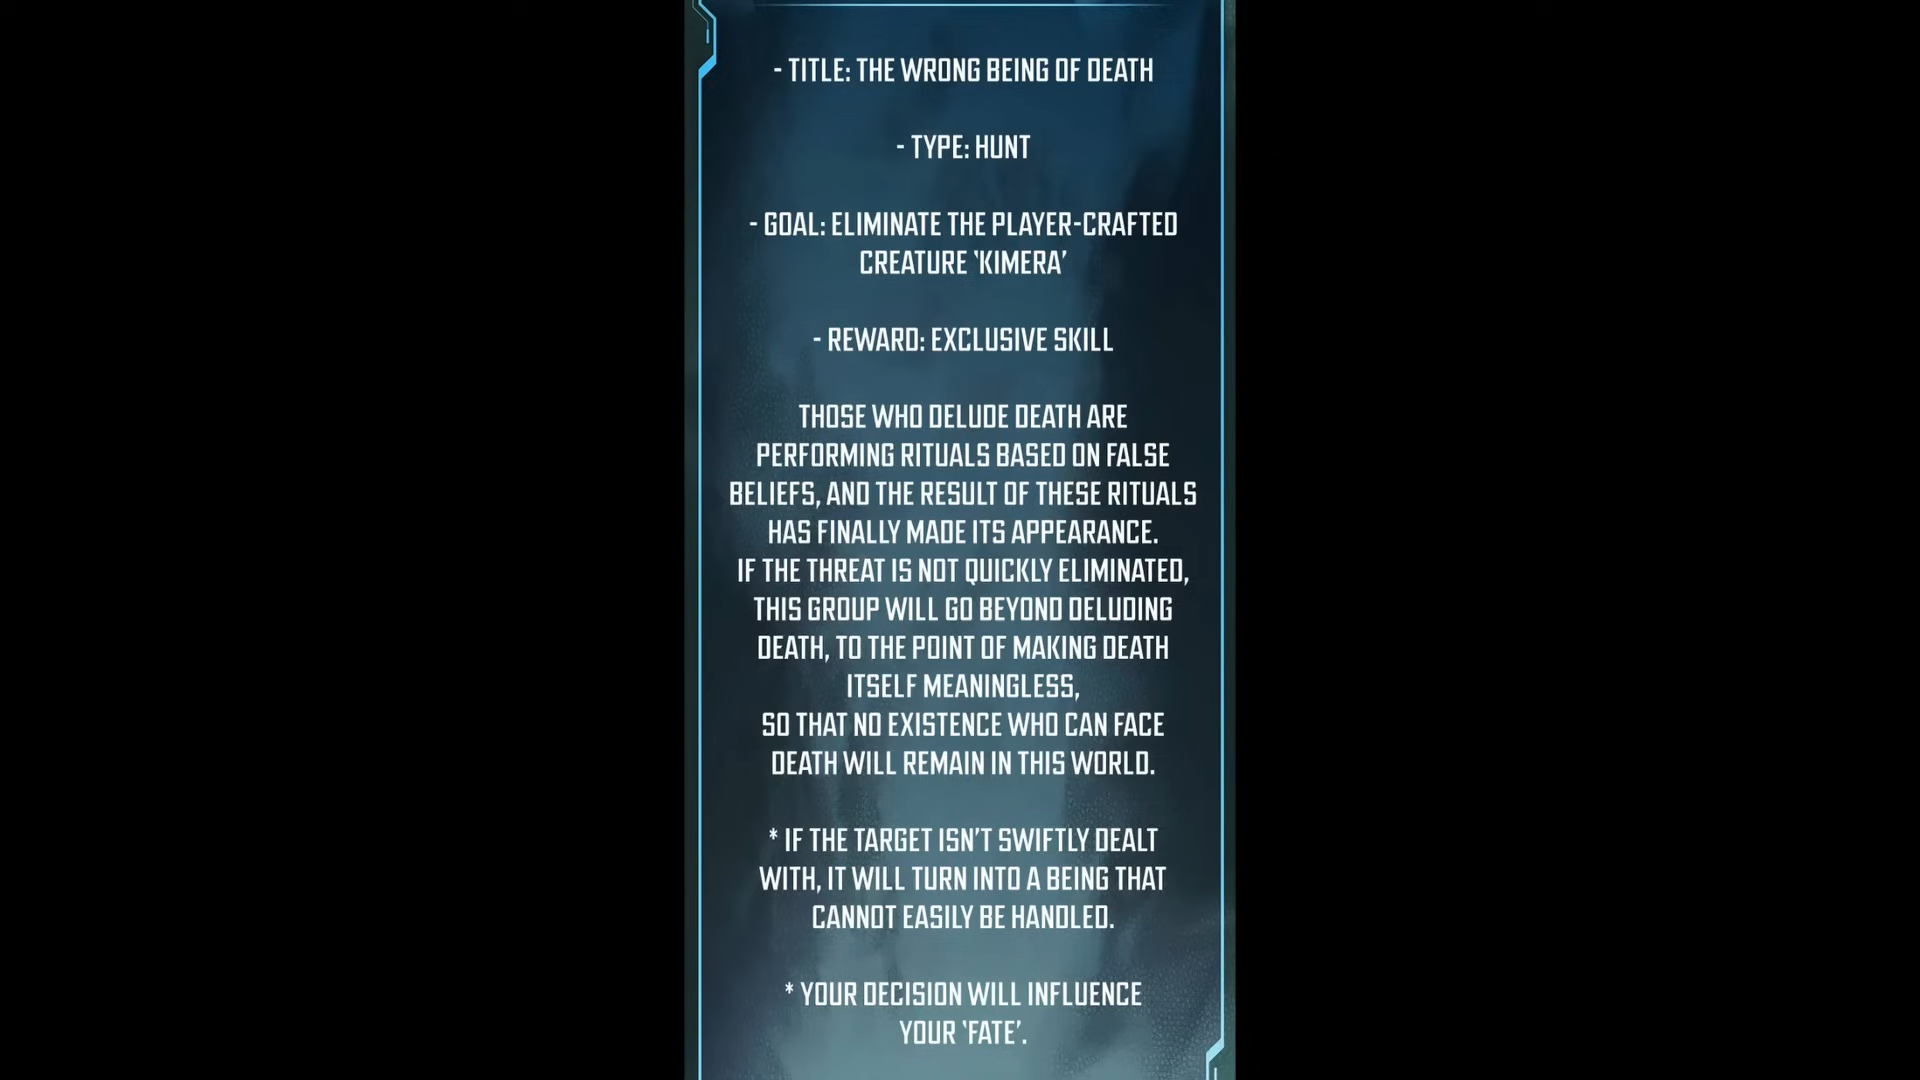 - TITLE: THE WRONG BEING OF DEATH
- TYPE: HUNT
- GOAL: ELIMINATE THE PLAYER-CRAFTED
CREATURE ‘KIMERA’
- REWARD: EXCLUSIVE SKILL
THOSE WHO DELUDE DEATH ARE
PERFORMING RITUALS BASED ON FALSE
BELIEFS, AND THE RESULT OF THESE RITUALS
HAS FINALLY MADE ITS APPEARANCE.
IF THE THREAT IS NOT QUICKLY ELIMINATED,
THIS GROUP WILL GO BEYOND DELUDING
DEATH, TO THE POINT OF MAKING DEATH
ITSELF MEANINGLESS,
SO THAT NO EXISTENCE WHO CAN FACE
DEATH WILL REMAIN IN THIS WORLD.
* IF THE TARGET ISN’T SWIFTLY DEALT
WITH, IT WILL TURN INTO A BEING THAT
CANNOT EASILY BE HANDLED.
* YOUR DECISION WILL INFLUENCE
YOUR ‘FATE’.